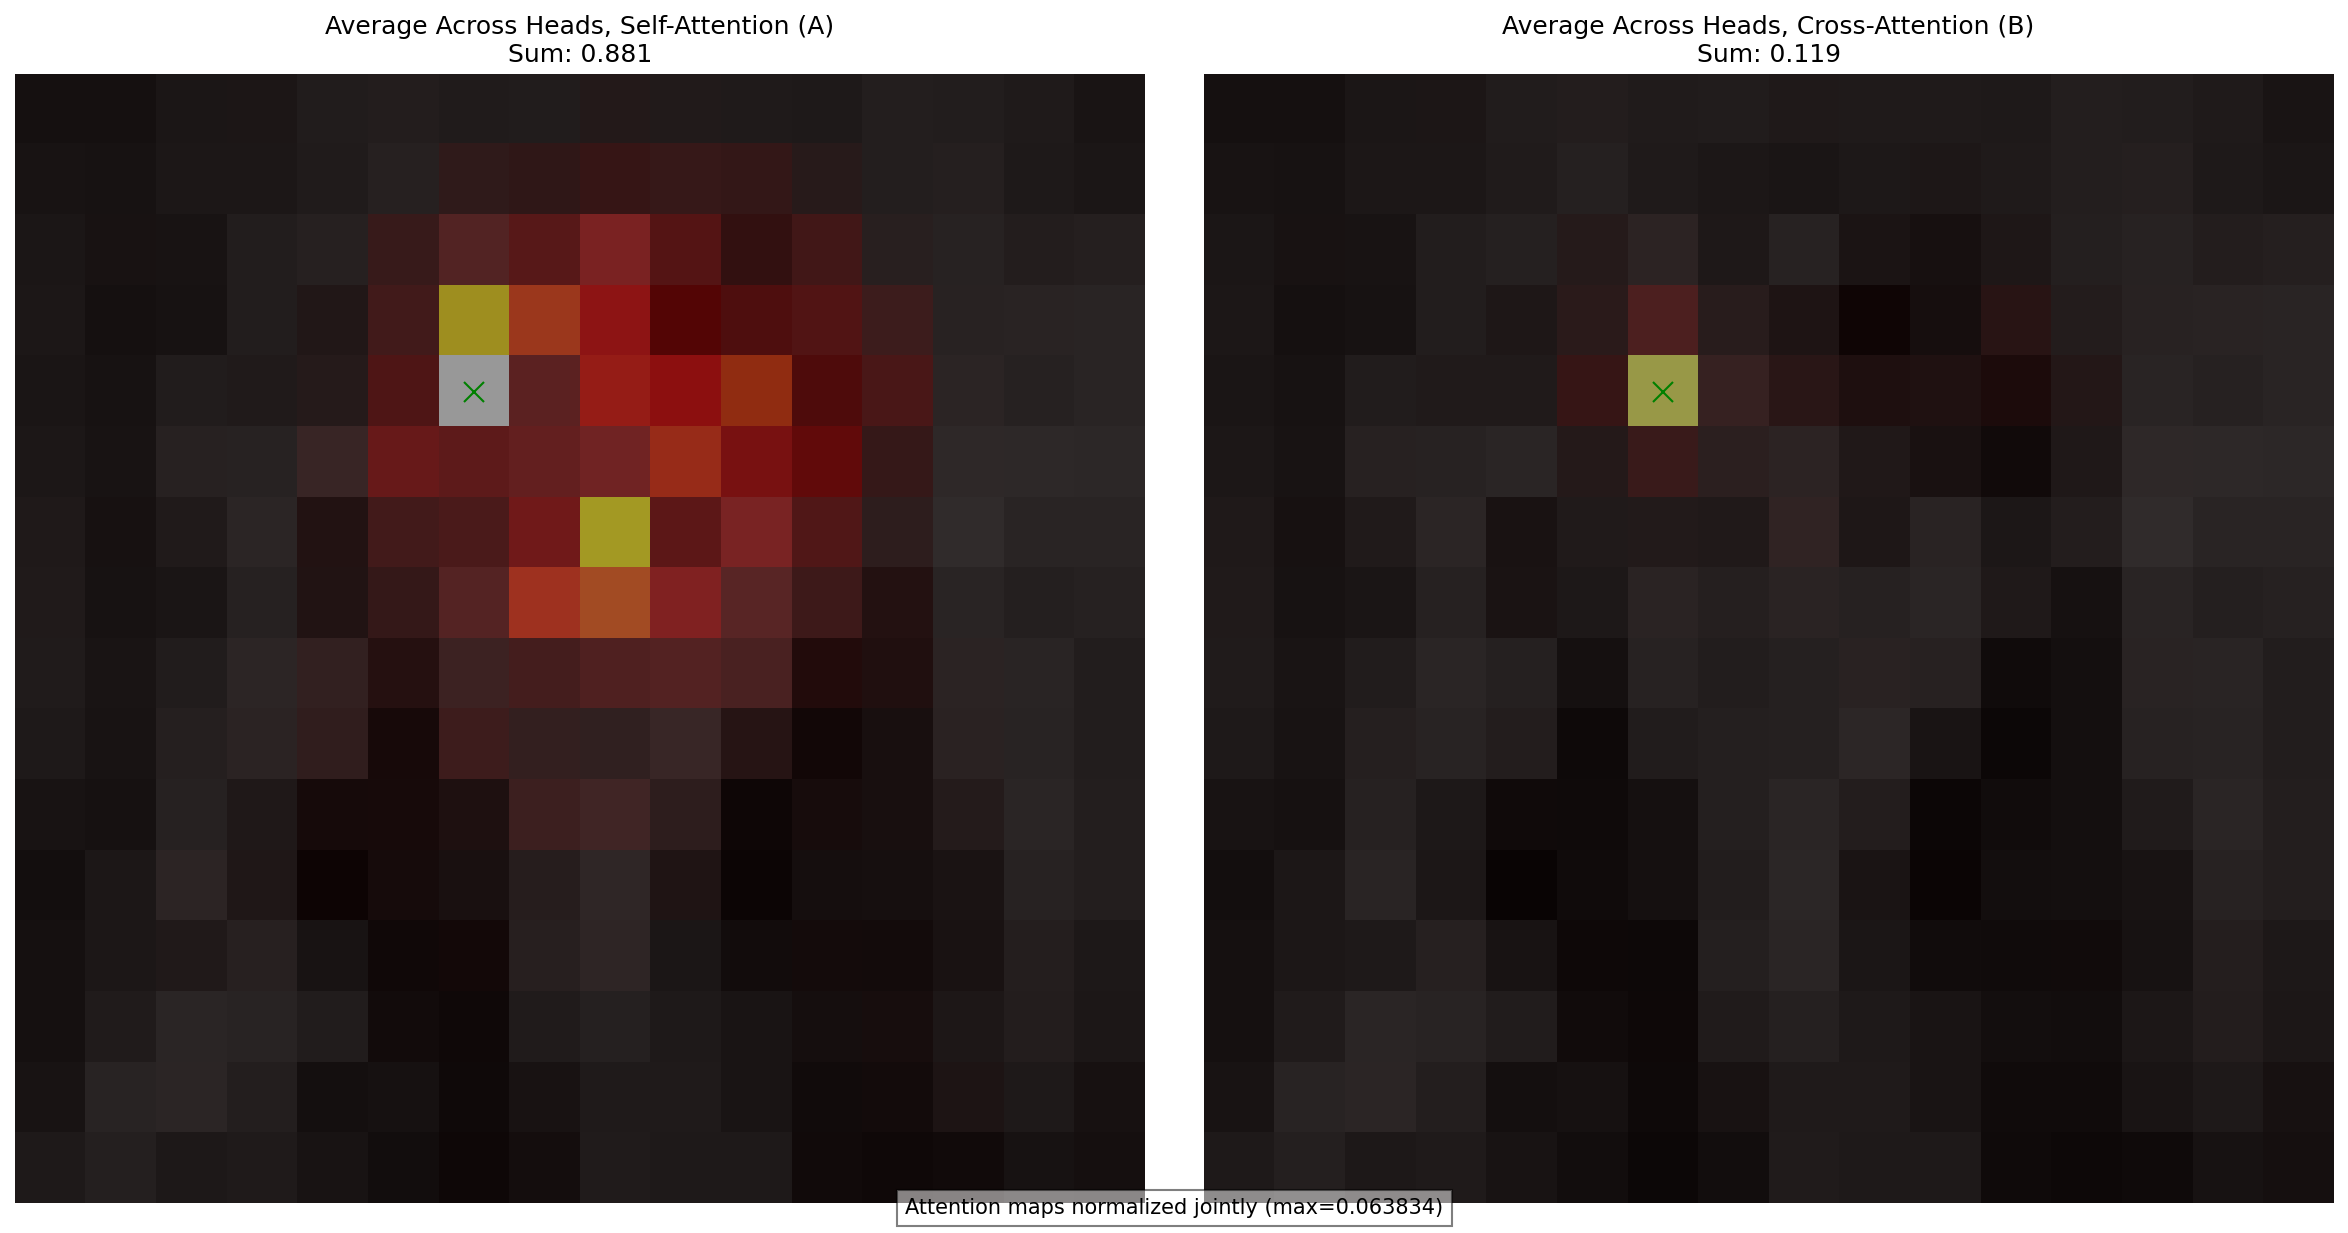 Average Across Heads, Self-Attention (A)
Sum: 0.881
Average Across Heads, Cross-Attention (B)
Sum: 0.119
Attention maps normalized jointly (max=0.063834)